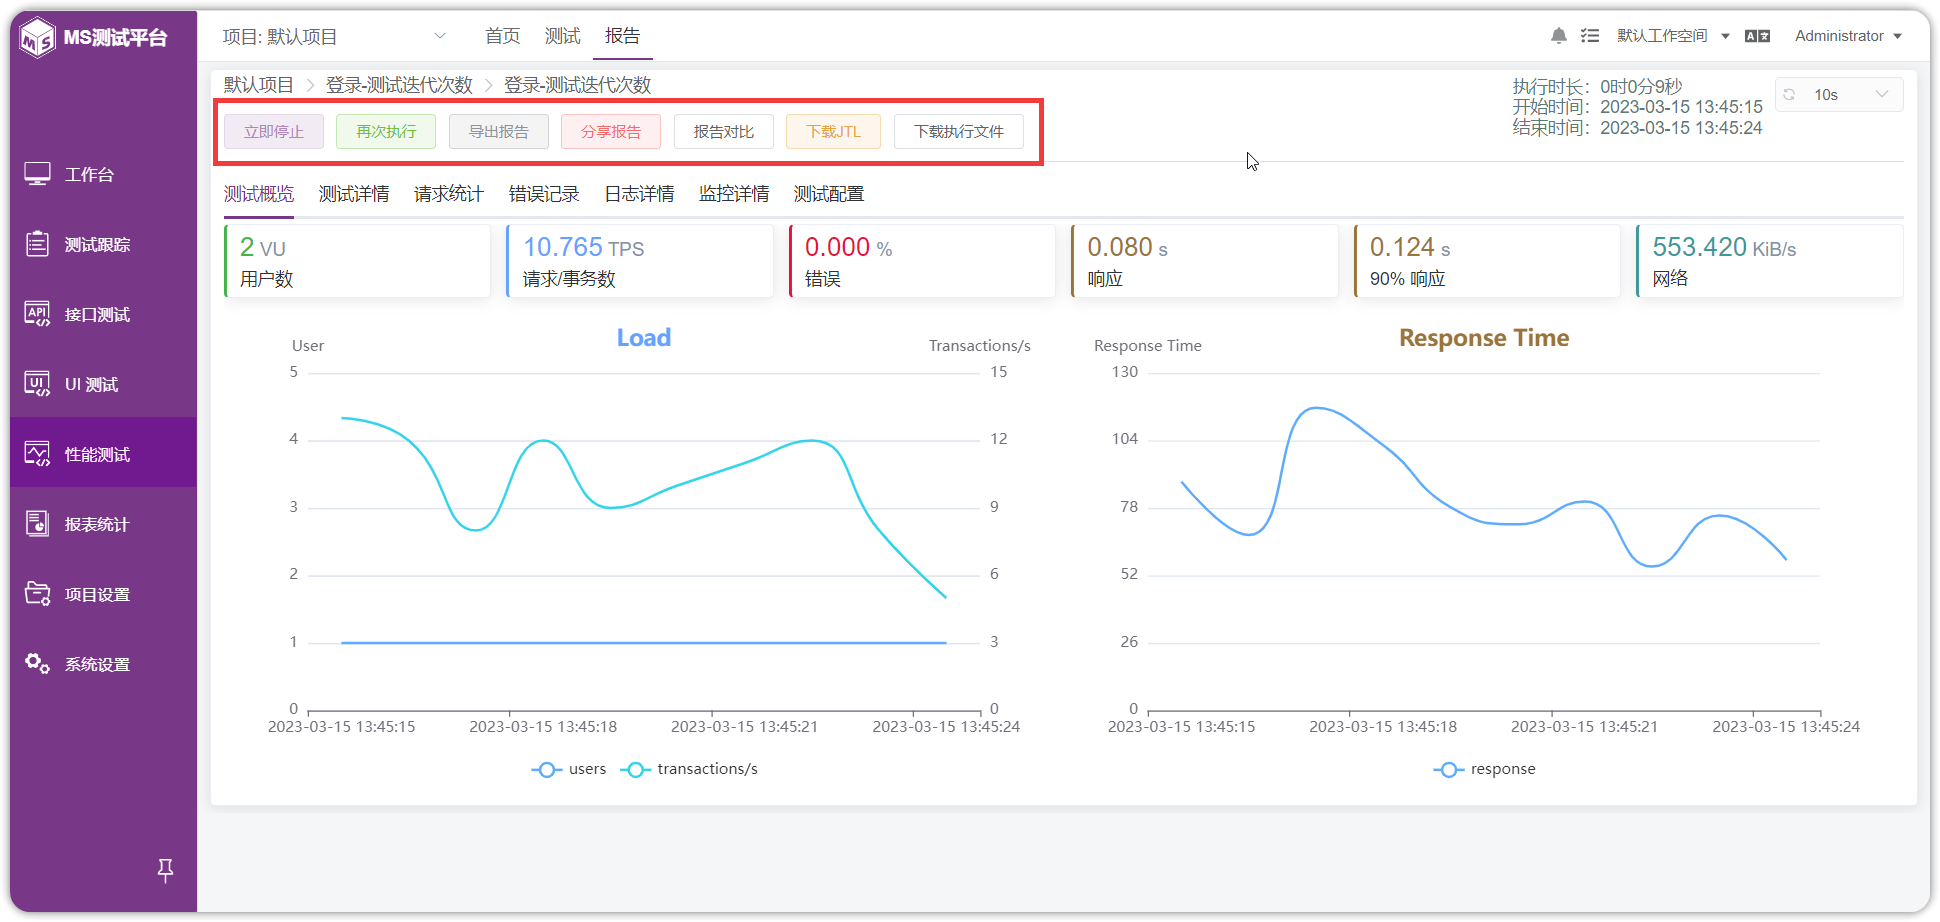 MS测试平台
项目: 默认项目
首页 测试 报告
默认工作空间
Administrator
默认项目 > 登录-测试迭代次数 > 登录-测试迭代次数
执行时长: 0时0分9秒
开始时间: 2023-03-15 13:45:15
结束时间: 2023-03-15 13:45:24
10s
立即停止 再次执行 导出报告 分享报告 报告对比 下载JTL 下载执行文件
工作台
测试跟踪
接口测试
UI 测试
性能测试
报表统计
项目设置
系统设置
测试概览 测试详情 请求统计 错误记录 日志详情 监控详情 测试配置
2 VU
用户数
10.765 TPS
请求/事务数
0.000 %
错误
0.080 s
响应
0.124 s
90% 响应
553.420 KiB/s
网络
Load
User
Transactions/s
5 15
4 12
3 9
2 6
1 3
0 0
2023-03-15 13:45:15 2023-03-15 13:45:18 2023-03-15 13:45:21 2023-03-15 13:45:24
users transactions/s
Response Time
Response Time
130
104
78
52
26
0
2023-03-15 13:45:15 2023-03-15 13:45:18 2023-03-15 13:45:21 2023-03-15 13:45:24
response